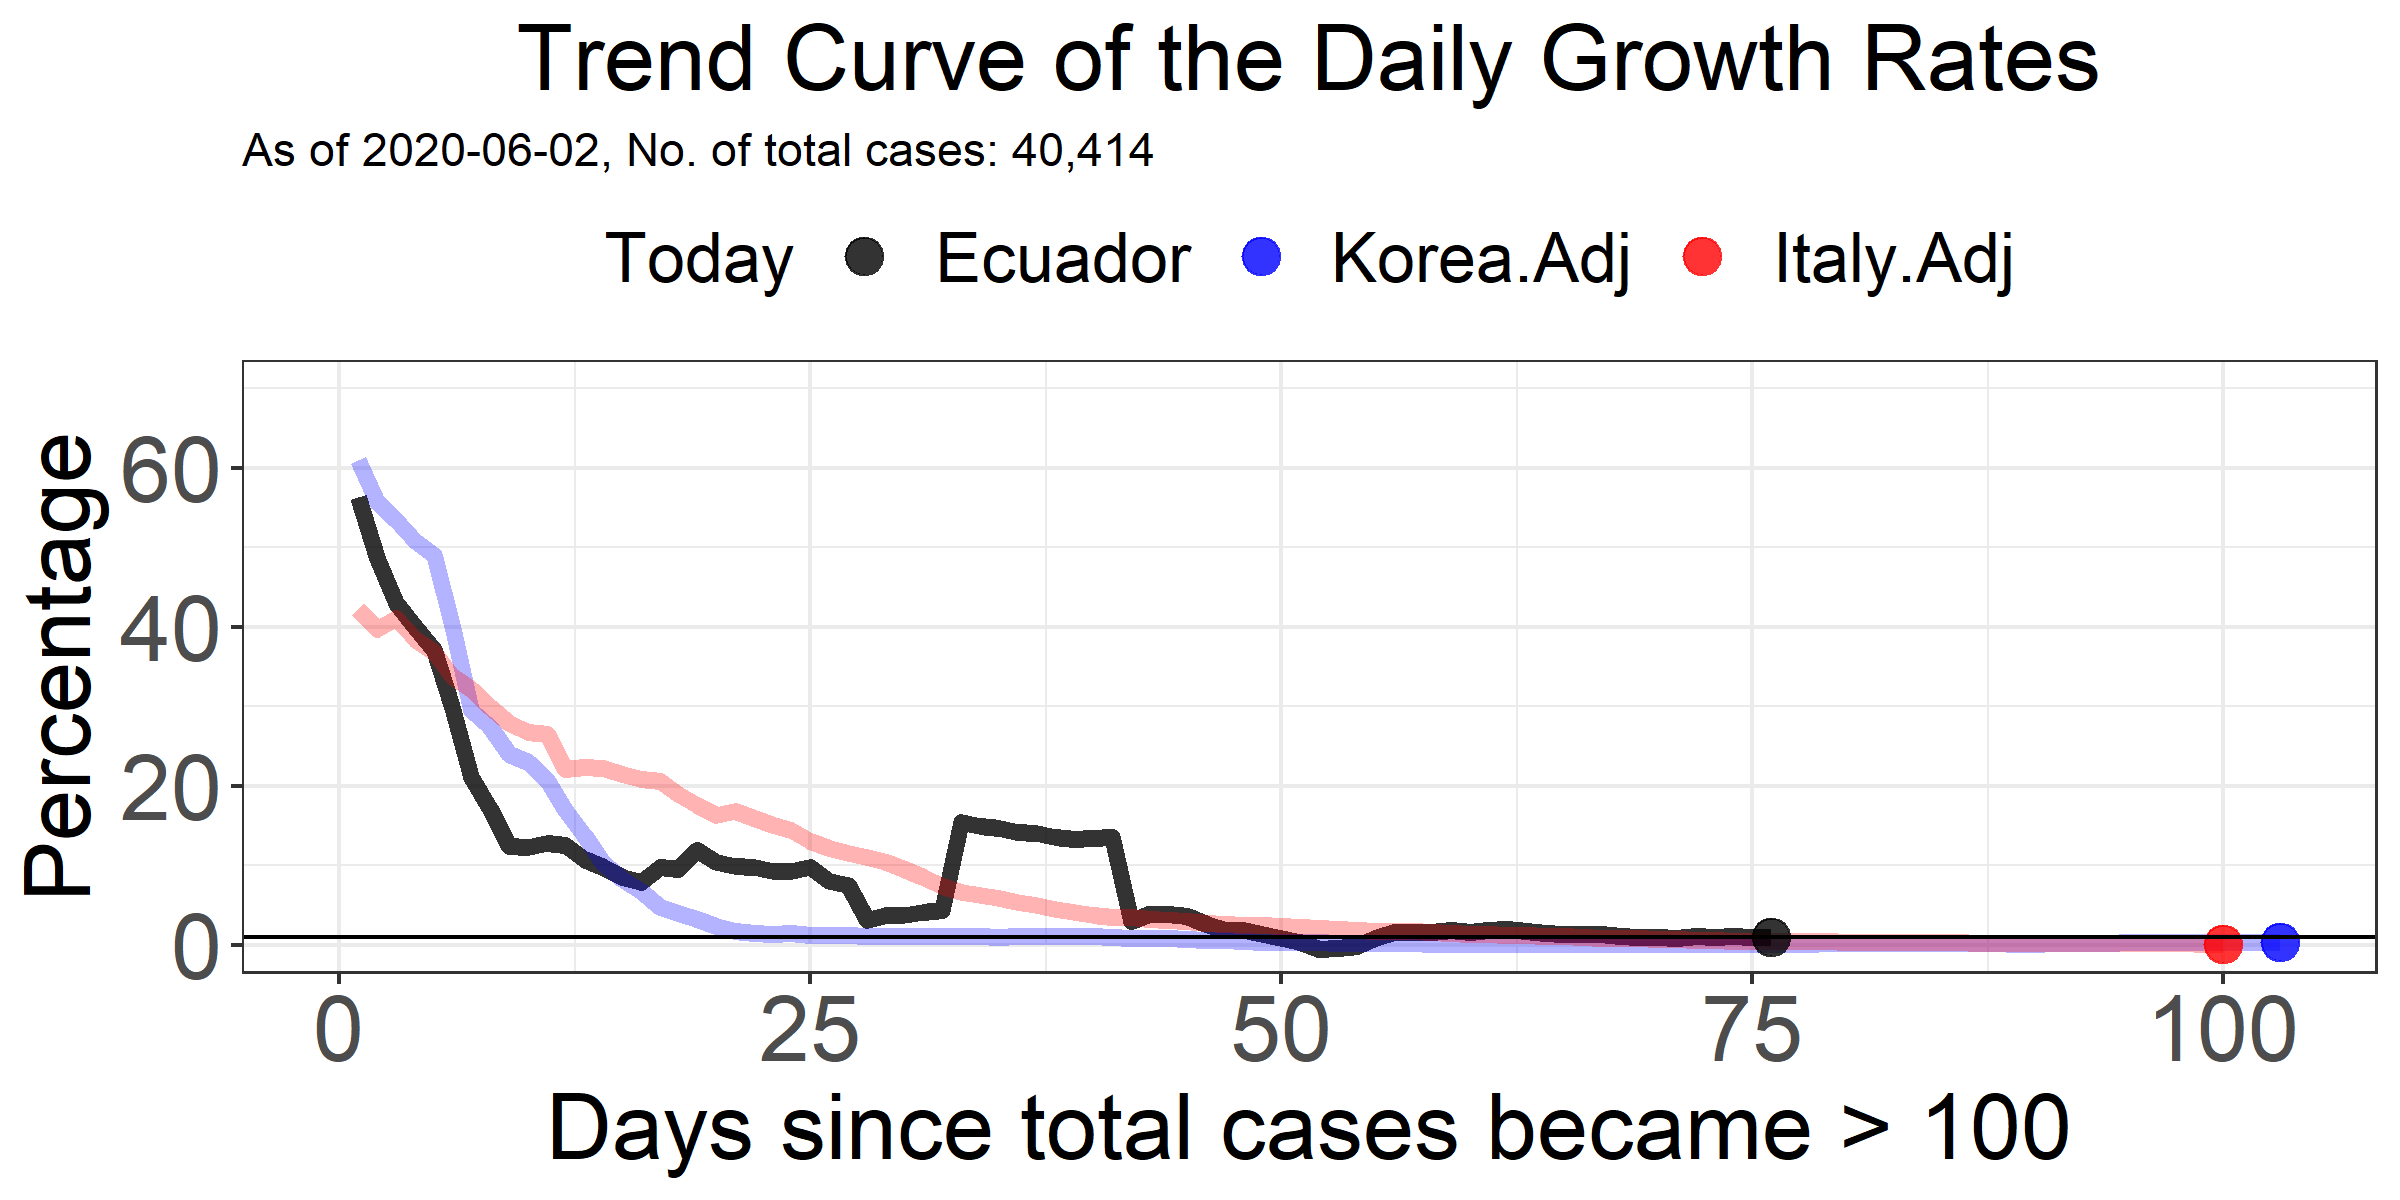 Trend Curve of the Daily Growth Rates
As of 2020-06-02, No. of total cases: 40,414
Today Ecuador Korea.Adj Italy.Adj
Percentage
60
40
20
0
0 25 50 75 100
Days since total cases became > 100